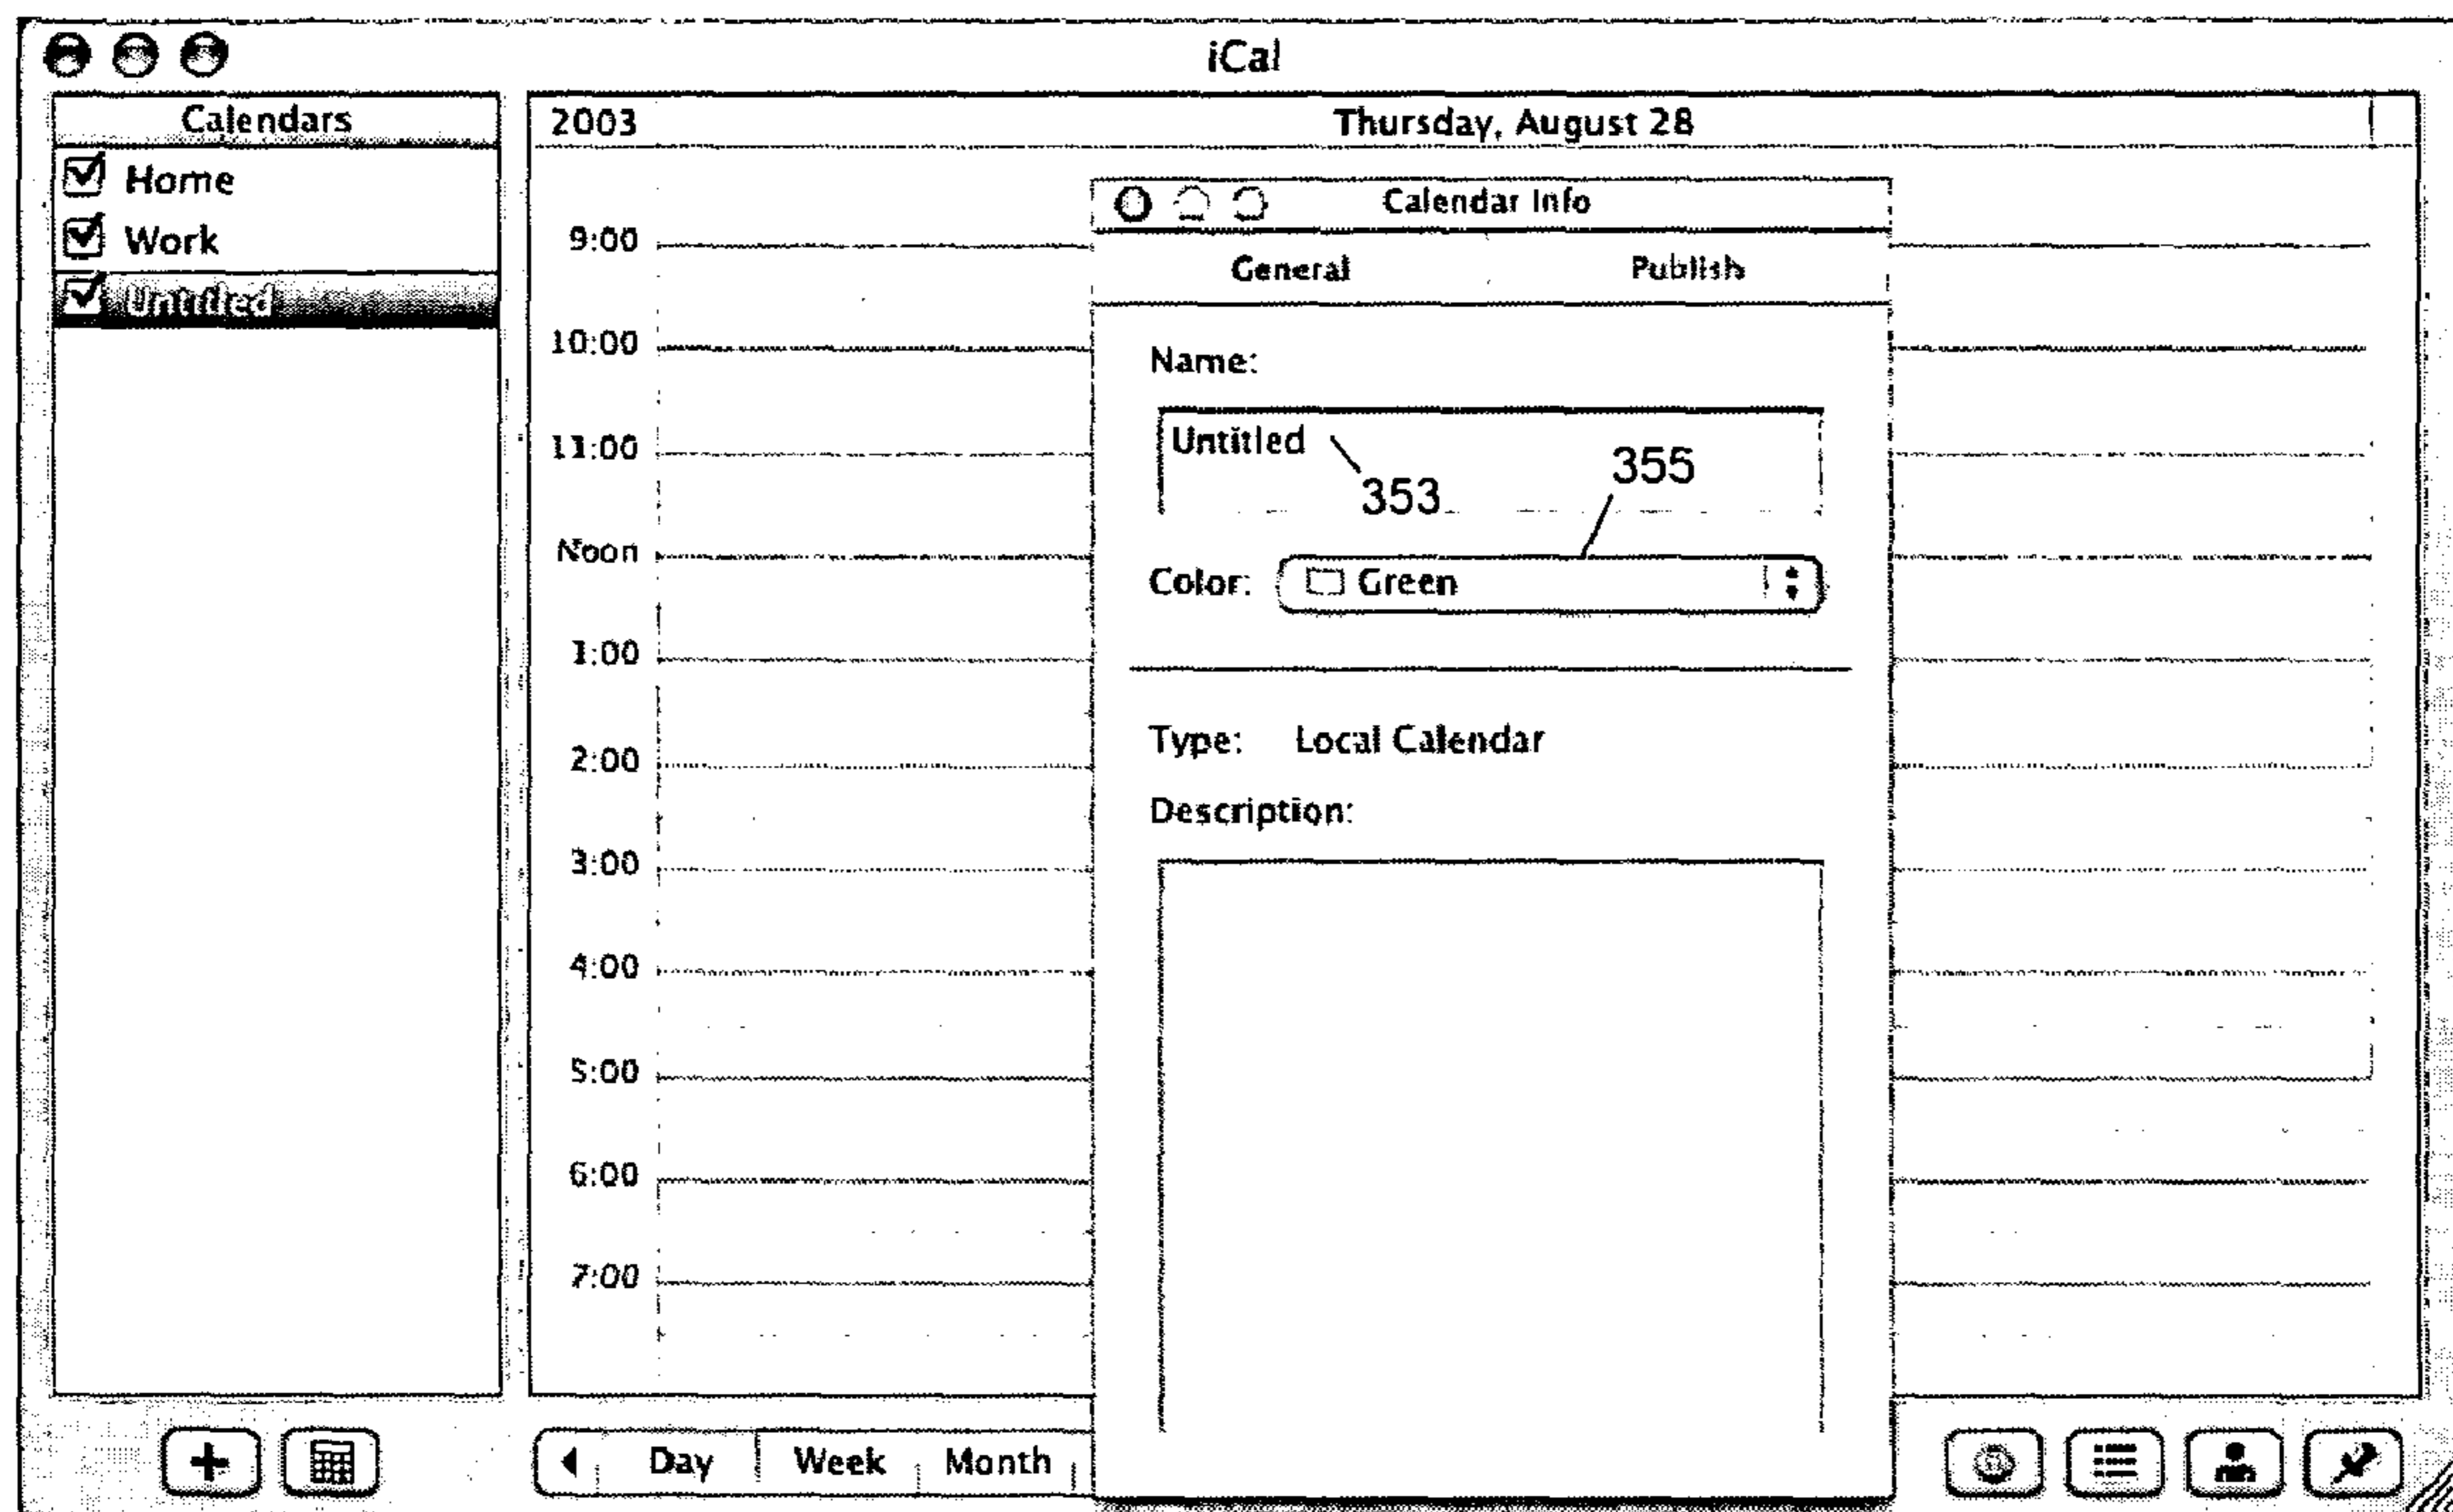 iCal
Calendars
Home
Work
Untitled
2003 Thursday, August 28
9:00
10:00
11:00
Noon
1:00
2:00
3:00
4:00
5:00
6:00
7:00
Calendar Info
General Publish
Name:
Untitled
353
355
Color: Green
Type: Local Calendar
Description:
Day Week Month